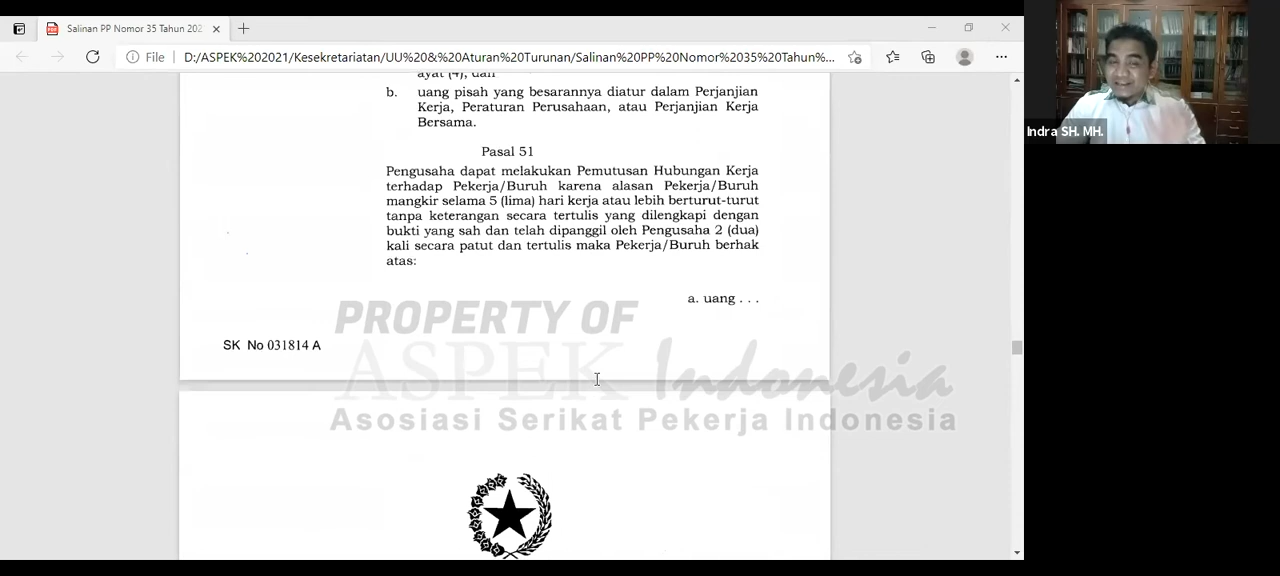 Salinan PP Nomor 35 Tahun 202
File
D:/ASPEK%202021/Kesekretariatan/UU%20&%20Aturan%20Turunan/Salinan%20PP%20Nomor%2035%20Tahun%...
ayat (4), dan
b. uang pisah yang besarannya diatur dalam Perjanjian
Kerja, Peraturan Perusahaan, atau Perjanjian Kerja
Bersama.
Pasal 51
Pengusaha dapat melakukan Pemutusan Hubungan Kerja
terhadap Pekerja/Buruh karena alasan Pekerja/Buruh
mangkir selama 5 (lima) hari kerja atau lebih berturut-turut
tanpa keterangan secara tertulis yang dilengkapi dengan
bukti yang sah dan telah dipanggil oleh Pengusaha 2 (dua)
kali secara patut dan tertulis maka Pekerja/Buruh berhak
atas:
a. uang . . .
SK No 031814 A
PROPERTY OF
ASPEK Indonesia
Asosiasi Serikat Pekerja Indonesia
Indra SH. MH.